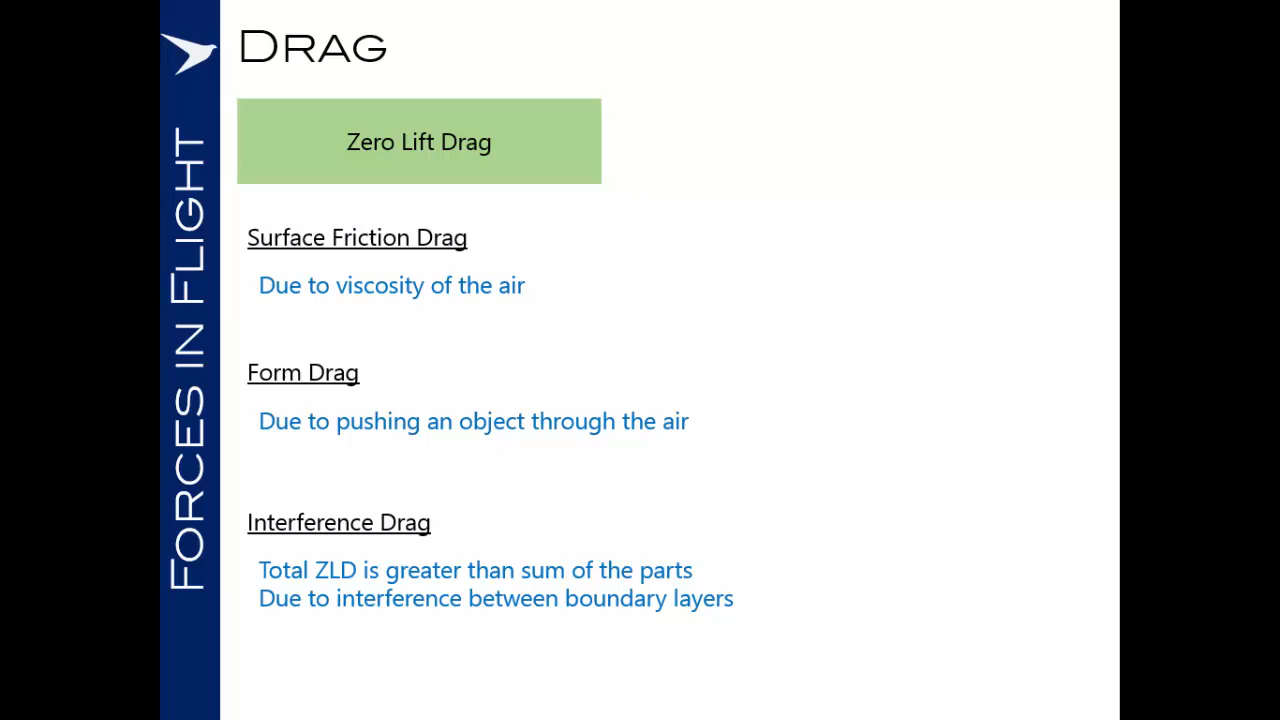 Drag
Forces in Flight
Zero Lift Drag
Surface Friction Drag
Due to viscosity of the air
Form Drag
Due to pushing an object through the air
Interference Drag
Total ZLD is greater than sum of the parts
Due to interference between boundary layers